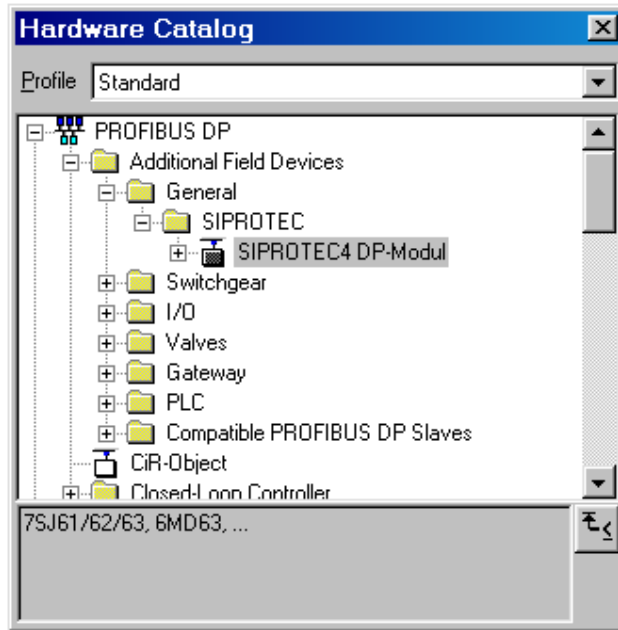 Hardware Catalog
Profile Standard
PROFIBUS DP
Additional Field Devices
General
SIPROTEC
SIPROTEC4 DP-Modul
Switchgear
I/O
Valves
Gateway
PLC
Compatible PROFIBUS DP Slaves
CiR-Object
Closed-Loop Controller
7SJ61/62/63, 6MD63, ...